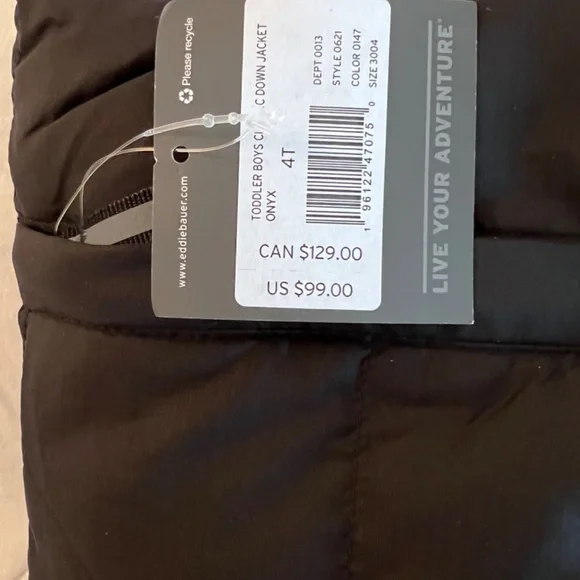 Please recycle
www.eddiebauer.com
TODDLER BOYS C DOWN JACKET
ONYX
4T
DEPT 0013
STYLE 0621
COLOR 0147
SIZE 3004
1 96122 47075 0
CAN $129.00
US $99.00
LIVE YOUR ADVENTURE®